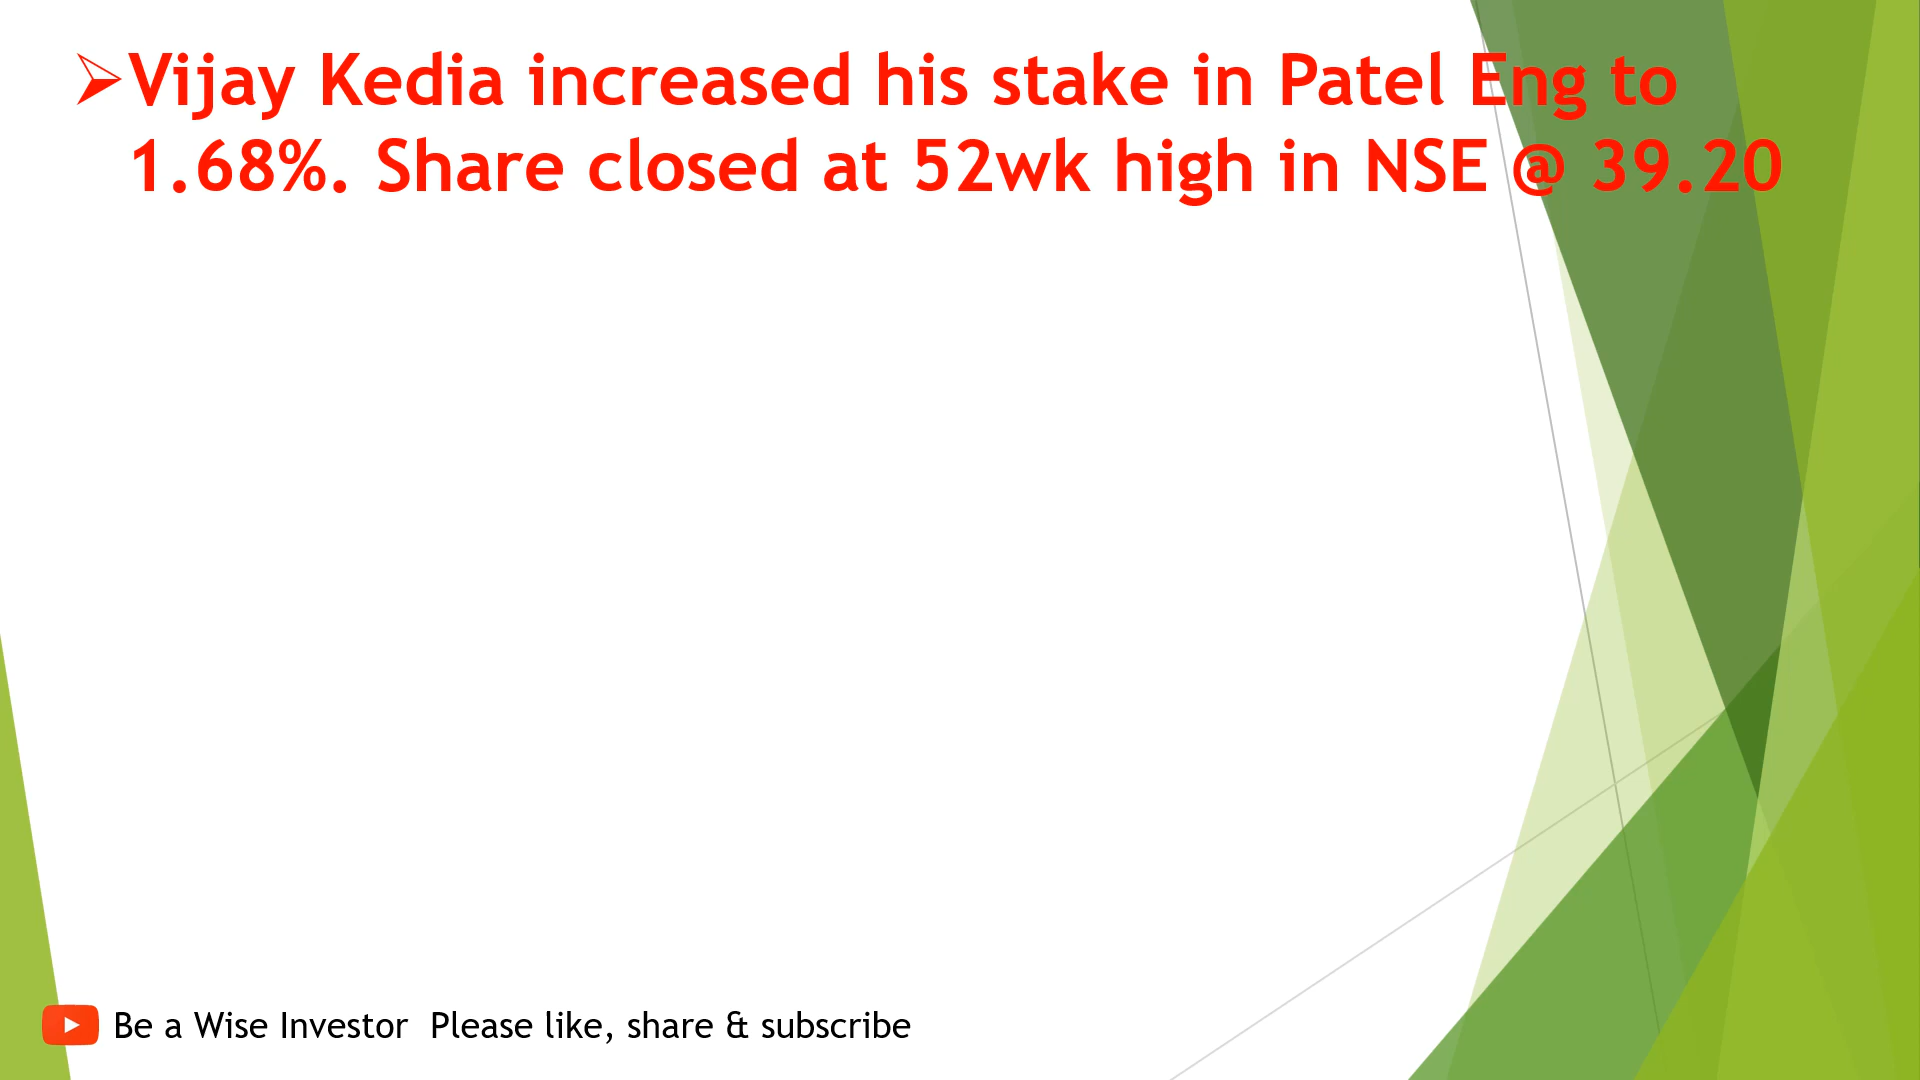 Vijay Kedia increased his stake in Patel Eng to
1.68%. Share closed at 52wk high in NSE @ 39.20
Be a Wise Investor Please like, share & subscribe